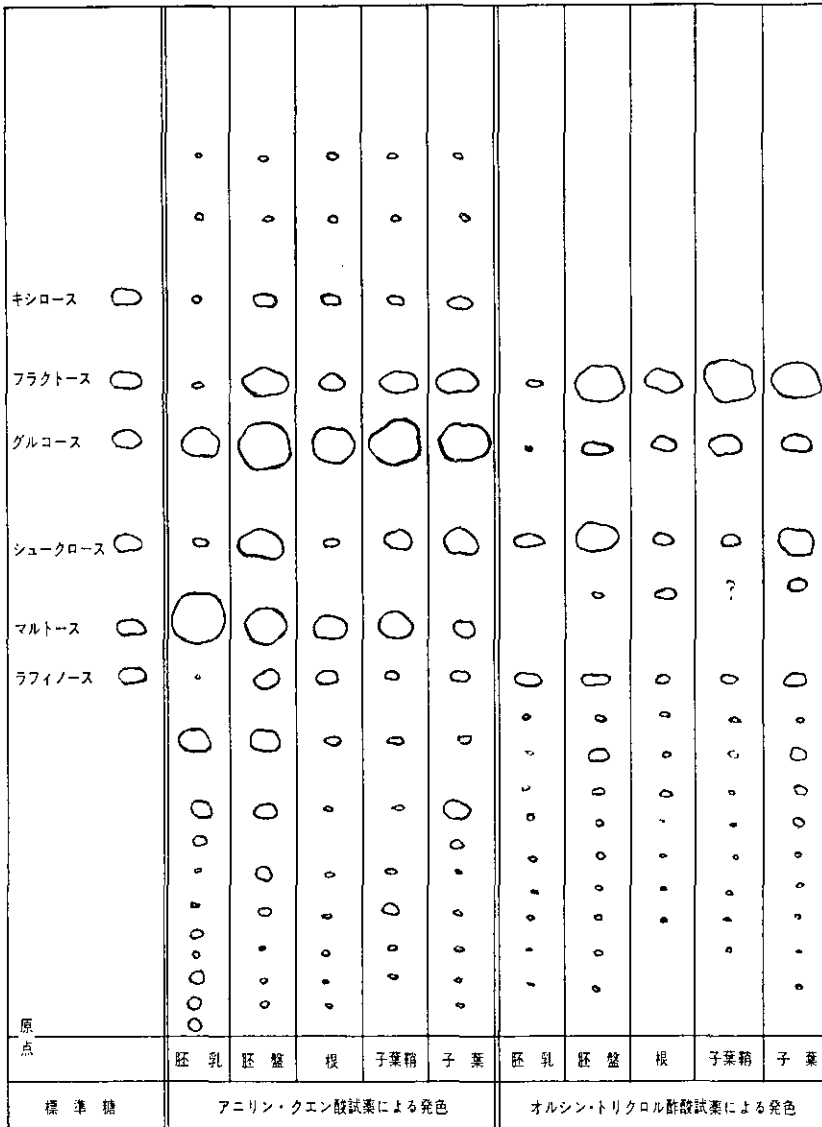 キシロース
フラクトース
グルコース
シュークロース
?
マルトース
ラフィノース
原点
胚乳 胚盤 根 子葉鞘 子葉 胚乳 胚盤 根 子葉鞘 子葉
標準糖 アニリン・クエン酸試薬による発色 オルシン・トリクロル酢酸試薬による発色